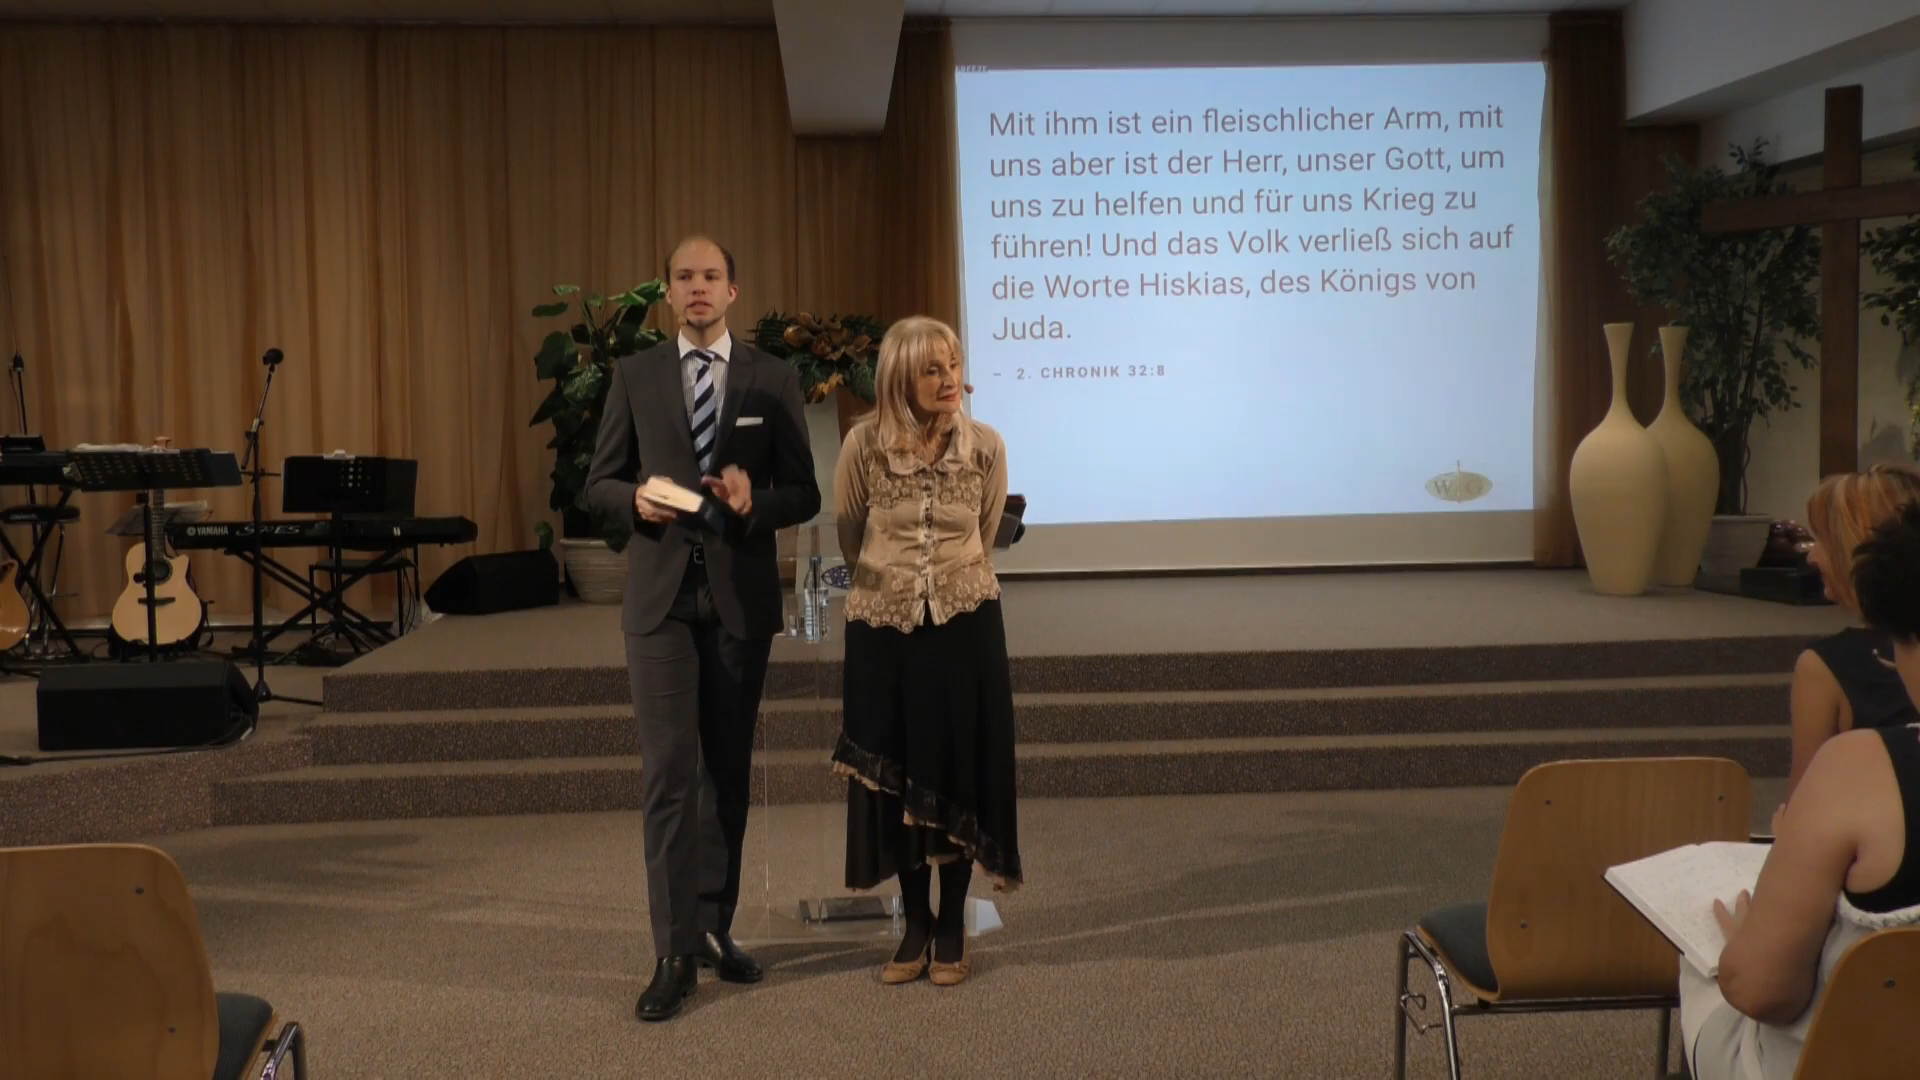 Mit ihm ist ein fleischlicher Arm, mit
uns aber ist der Herr, unser Gott, um
uns zu helfen und für uns Krieg zu
führen! Und das Volk verließ sich auf
die Worte Hiskias, des Königs von
Juda.
– 2. CHRONIK 32:8
YAMAHA